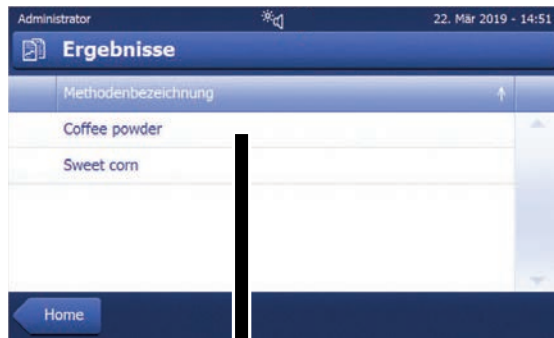 Administrator 22. Mär 2019 - 14:51
Ergebnisse
Methodenbezeichnung
Coffee powder
Sweet corn
Home